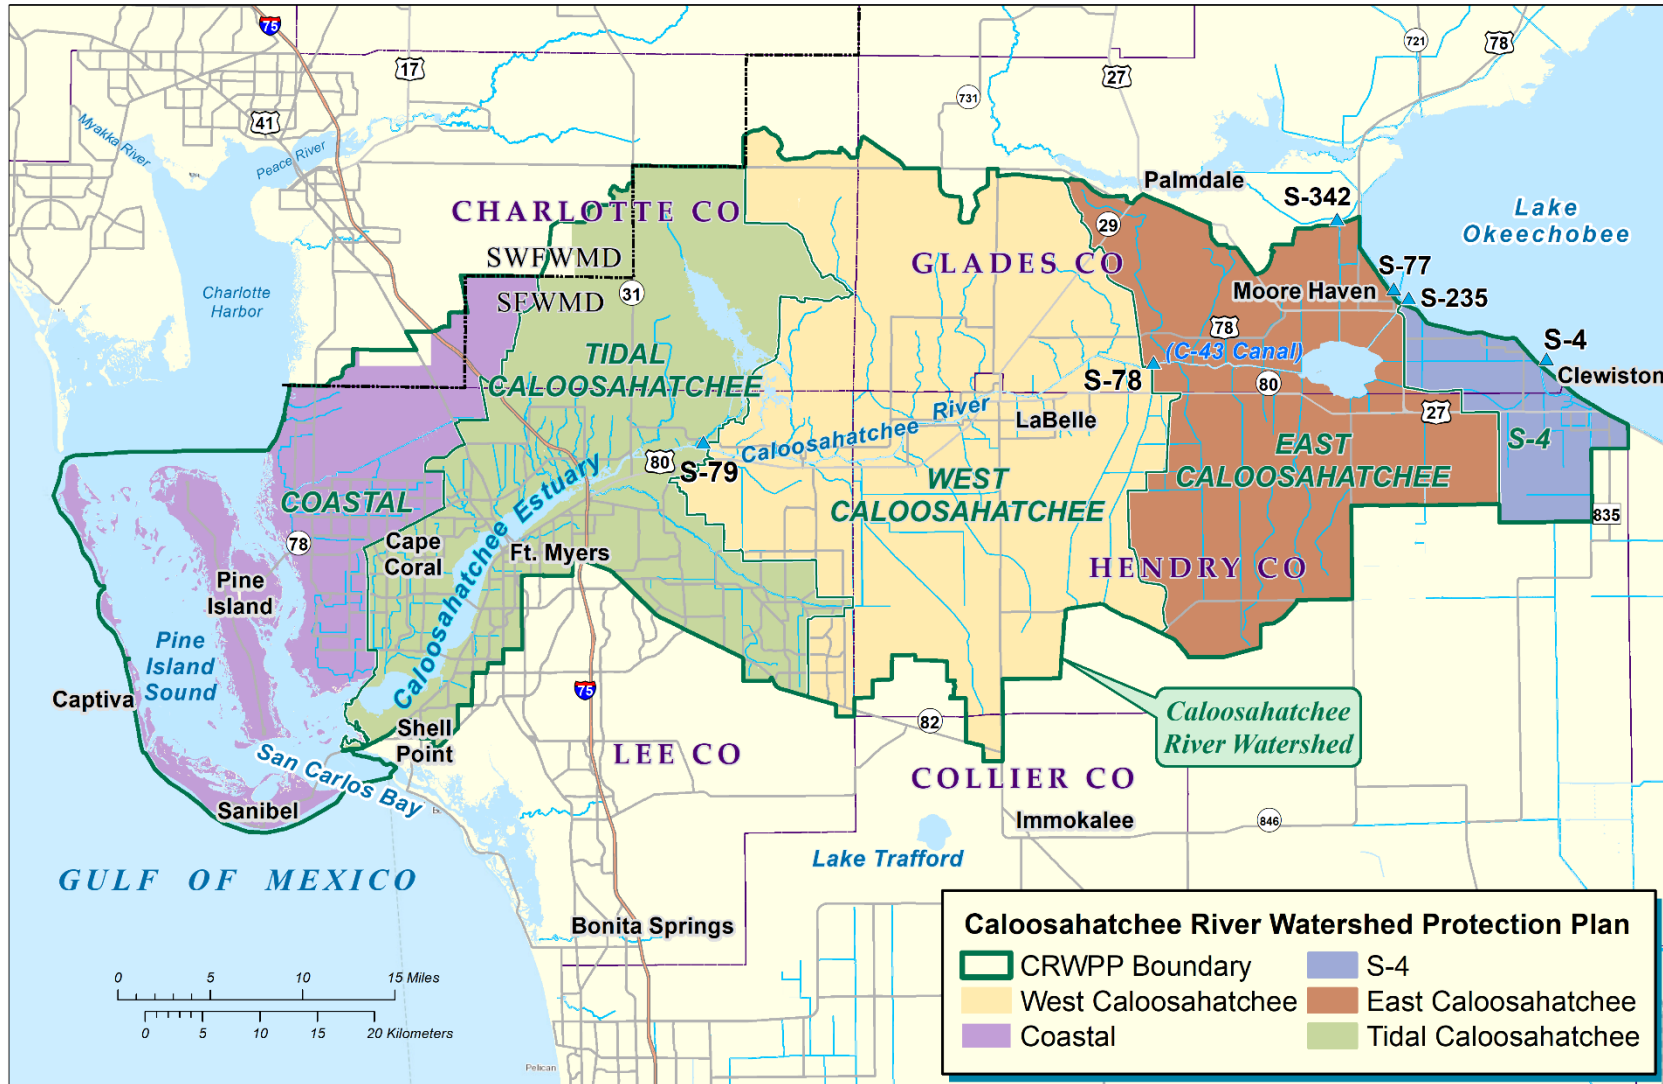 75
721
78
17
27
731
41
Myakka River
Peace River
Palmdale
S-342
CHARLOTTE CO
29
Lake
Okeechobee
SWFWMD
GLADES CO
S-77
Charlotte
Harbor
SFWMD
31
Moore Haven
S-235
78
S-4
TIDAL
CALOOSAHATCHEE
(C-43 Canal)
S-78
80
Clewiston
Caloosahatchee River
LaBelle
27
80
S-79
EAST
CALOOSAHATCHEE
S-4
WEST
CALOOSAHATCHEE
COASTAL
Caloosahatchee Estuary
835
78
Cape
Coral
Ft. Myers
HENDRY CO
Pine
Island
Pine
Island
Sound
Captiva
75
Caloosahatchee
River Watershed
Shell
Point
82
LEE CO
San Carlos Bay
COLLIER CO
Sanibel
Immokalee
846
Lake Trafford
GULF OF MEXICO
Bonita Springs
Caloosahatchee River Watershed Protection Plan
CRWPP Boundary
S-4
West Caloosahatchee
East Caloosahatchee
Coastal
Tidal Caloosahatchee
0 5 10 15 Miles
0 5 10 15 20 Kilometers
Pelican